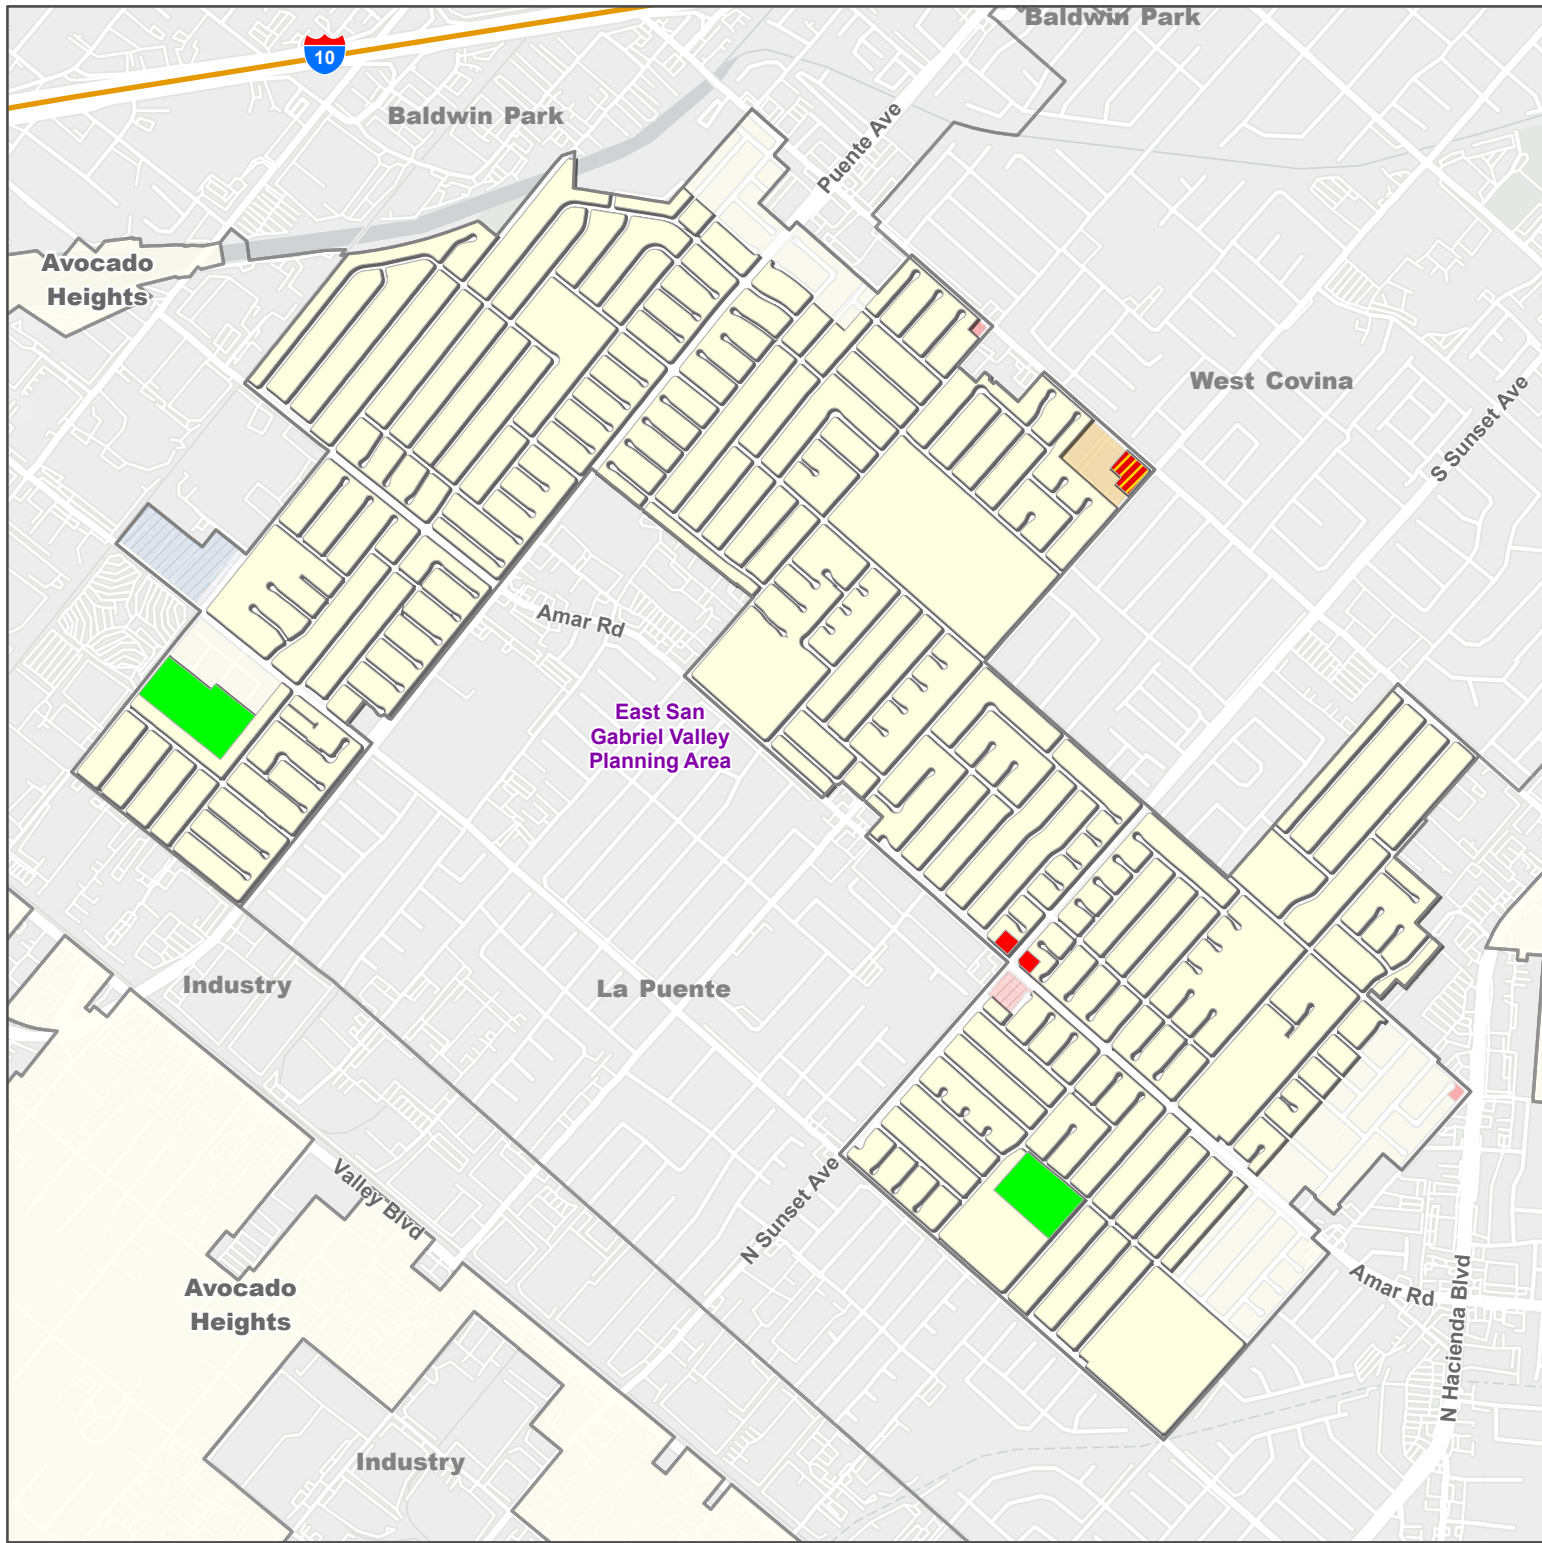 Baldwin Park
10
Baldwin Park
Puente Ave
Avocado
Heights
West Covina
S Sunset Ave
Amar Rd
East San
Gabriel Valley
Planning Area
Industry
La Puente
Valley Blvd
N Sunset Ave
Avocado
Heights
Amar Rd
N Hacienda Blvd
Industry